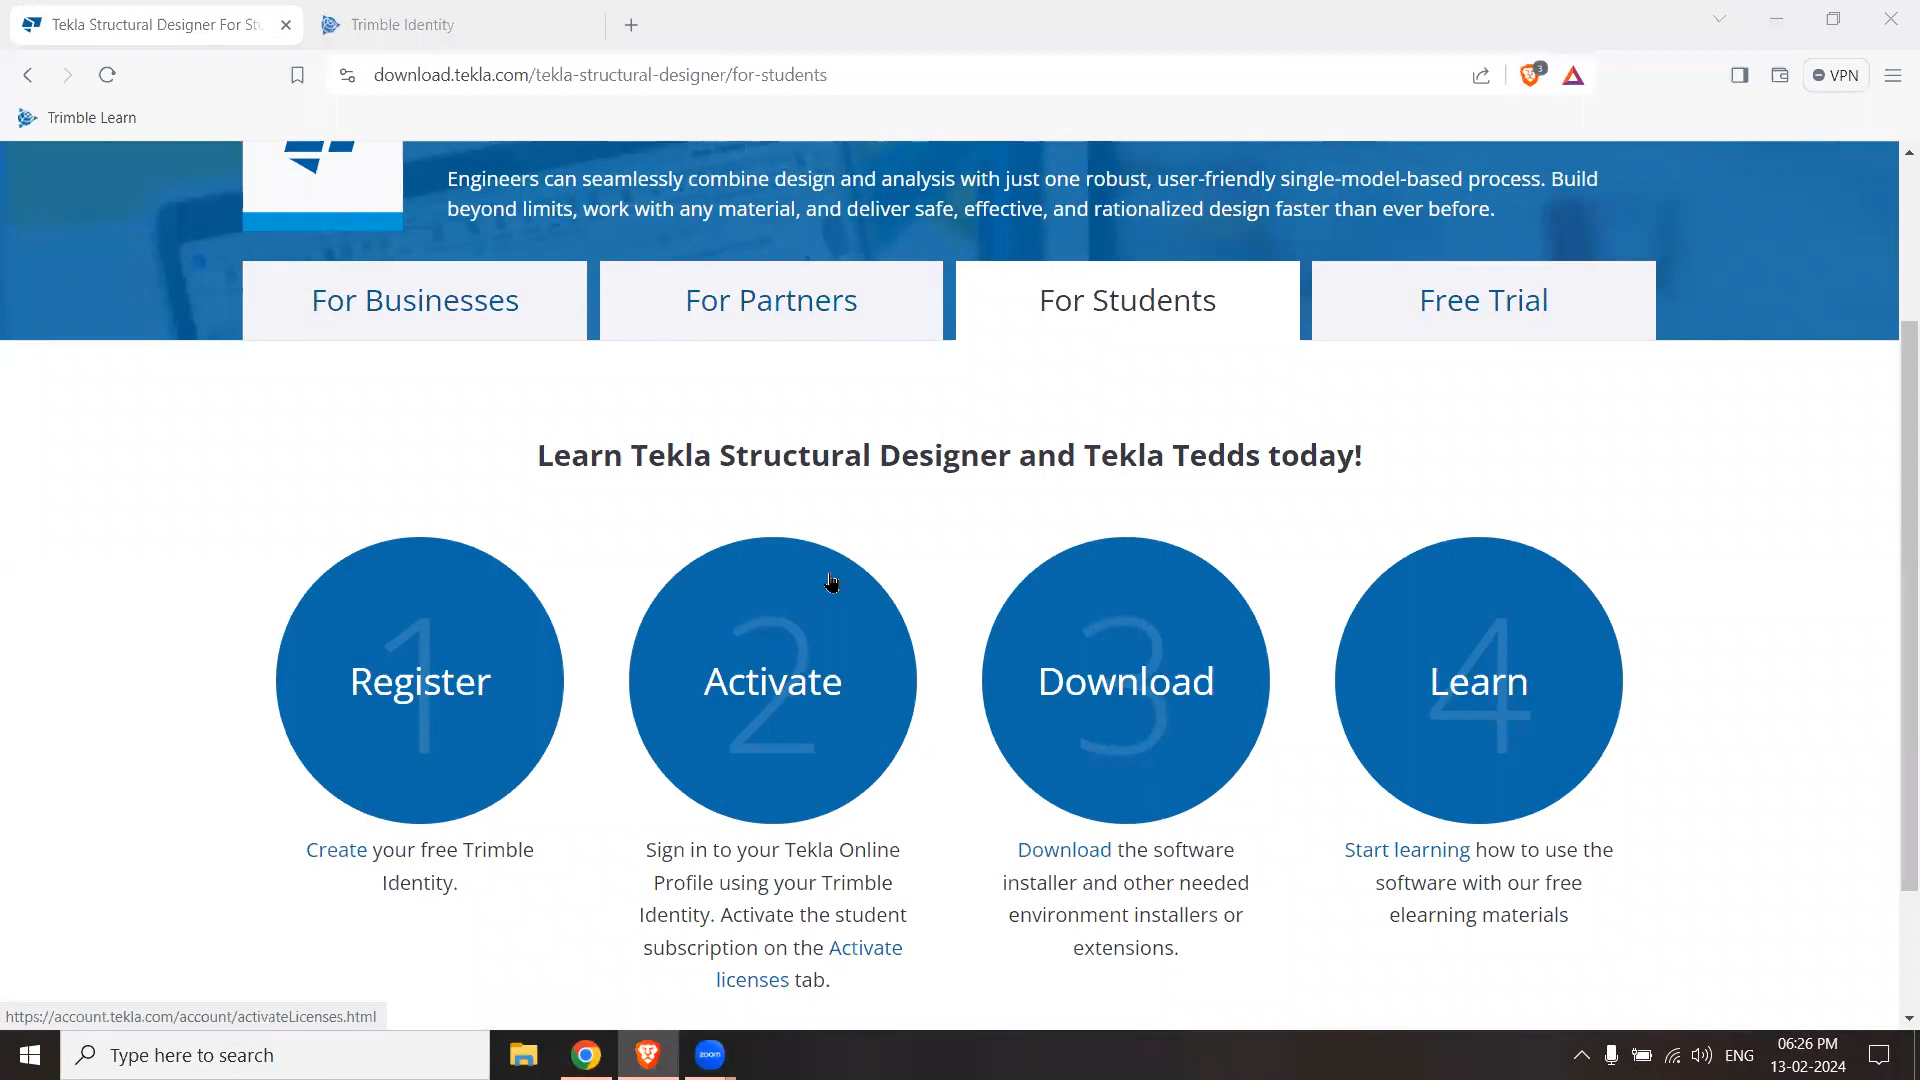 Tekla Structural Designer For Stu
Trimble Identity
download.tekla.com/tekla-structural-designer/for-students
3
VPN
Trimble Learn
Engineers can seamlessly combine design and analysis with just one robust, user-friendly single-model-based process. Build
beyond limits, work with any material, and deliver safe, effective, and rationalized design faster than ever before.
For Businesses
For Partners
For Students
Free Trial
Learn Tekla Structural Designer and Tekla Tedds today!
1
Register
2
Activate
3
Download
4
Learn
Create your free Trimble
Identity.
Sign in to your Tekla Online
Profile using your Trimble
Identity. Activate the student
subscription on the Activate
licenses tab.
Download the software
installer and other needed
environment installers or
extensions.
Start learning how to use the
software with our free
elearning materials
https://account.tekla.com/account/activateLicenses.html
Type here to search
zoom
ENG
06:26 PM
13-02-2024